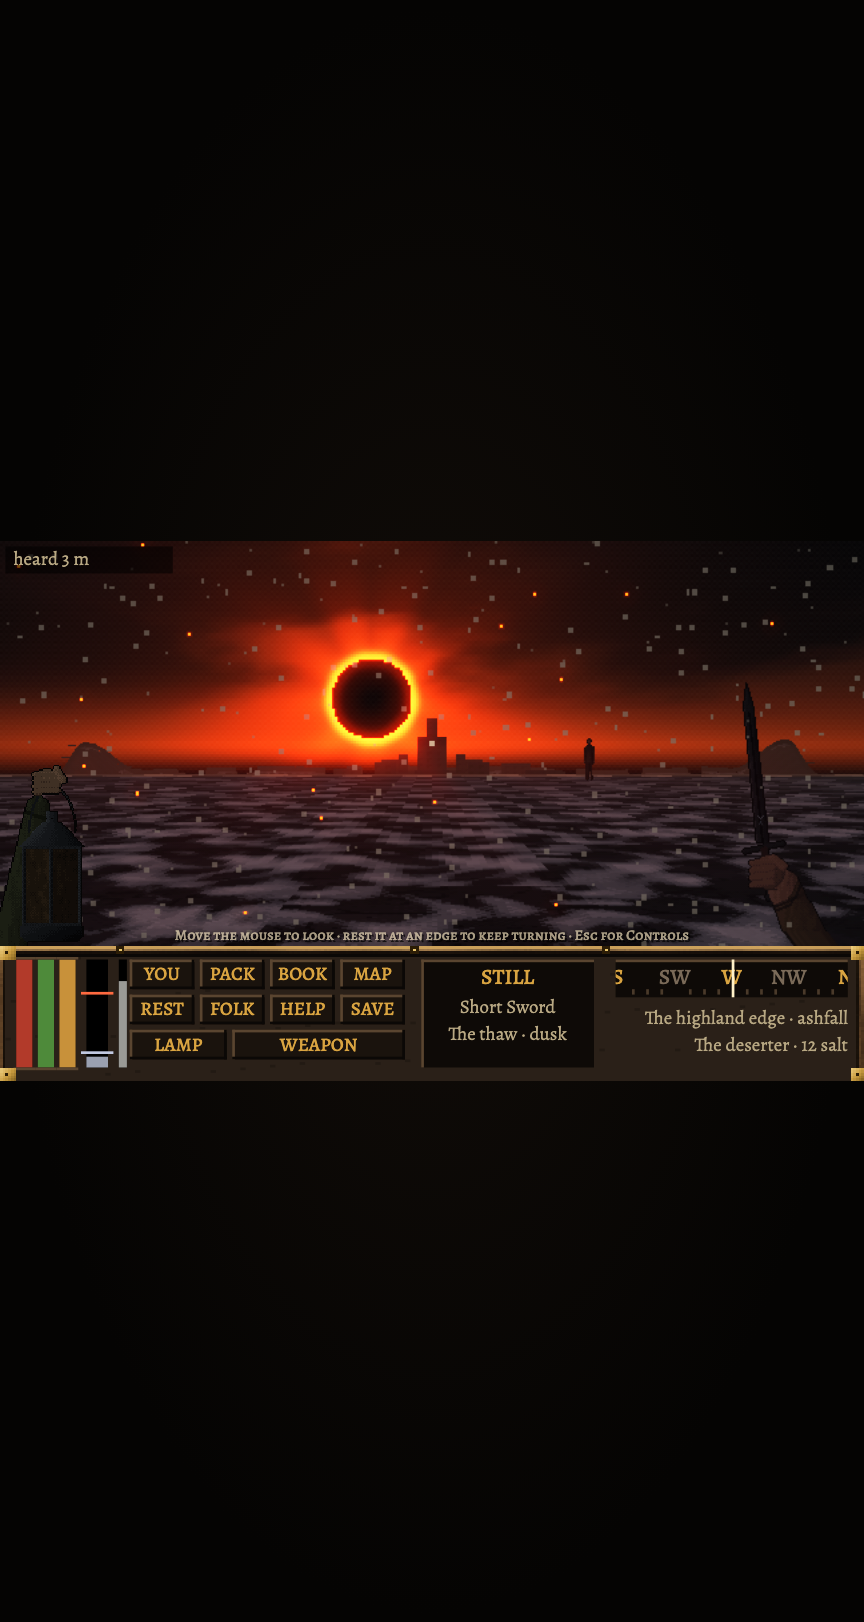 heard 3 m
Move the mouse to look · rest it at an edge to keep turning · Esc for Controls
YOU PACK BOOK MAP
REST FOLK HELP SAVE
LAMP WEAPON
STILL
Short Sword
The thaw · dusk
S SW W NW N
The highland edge · ashfall
The deserter · 12 salt